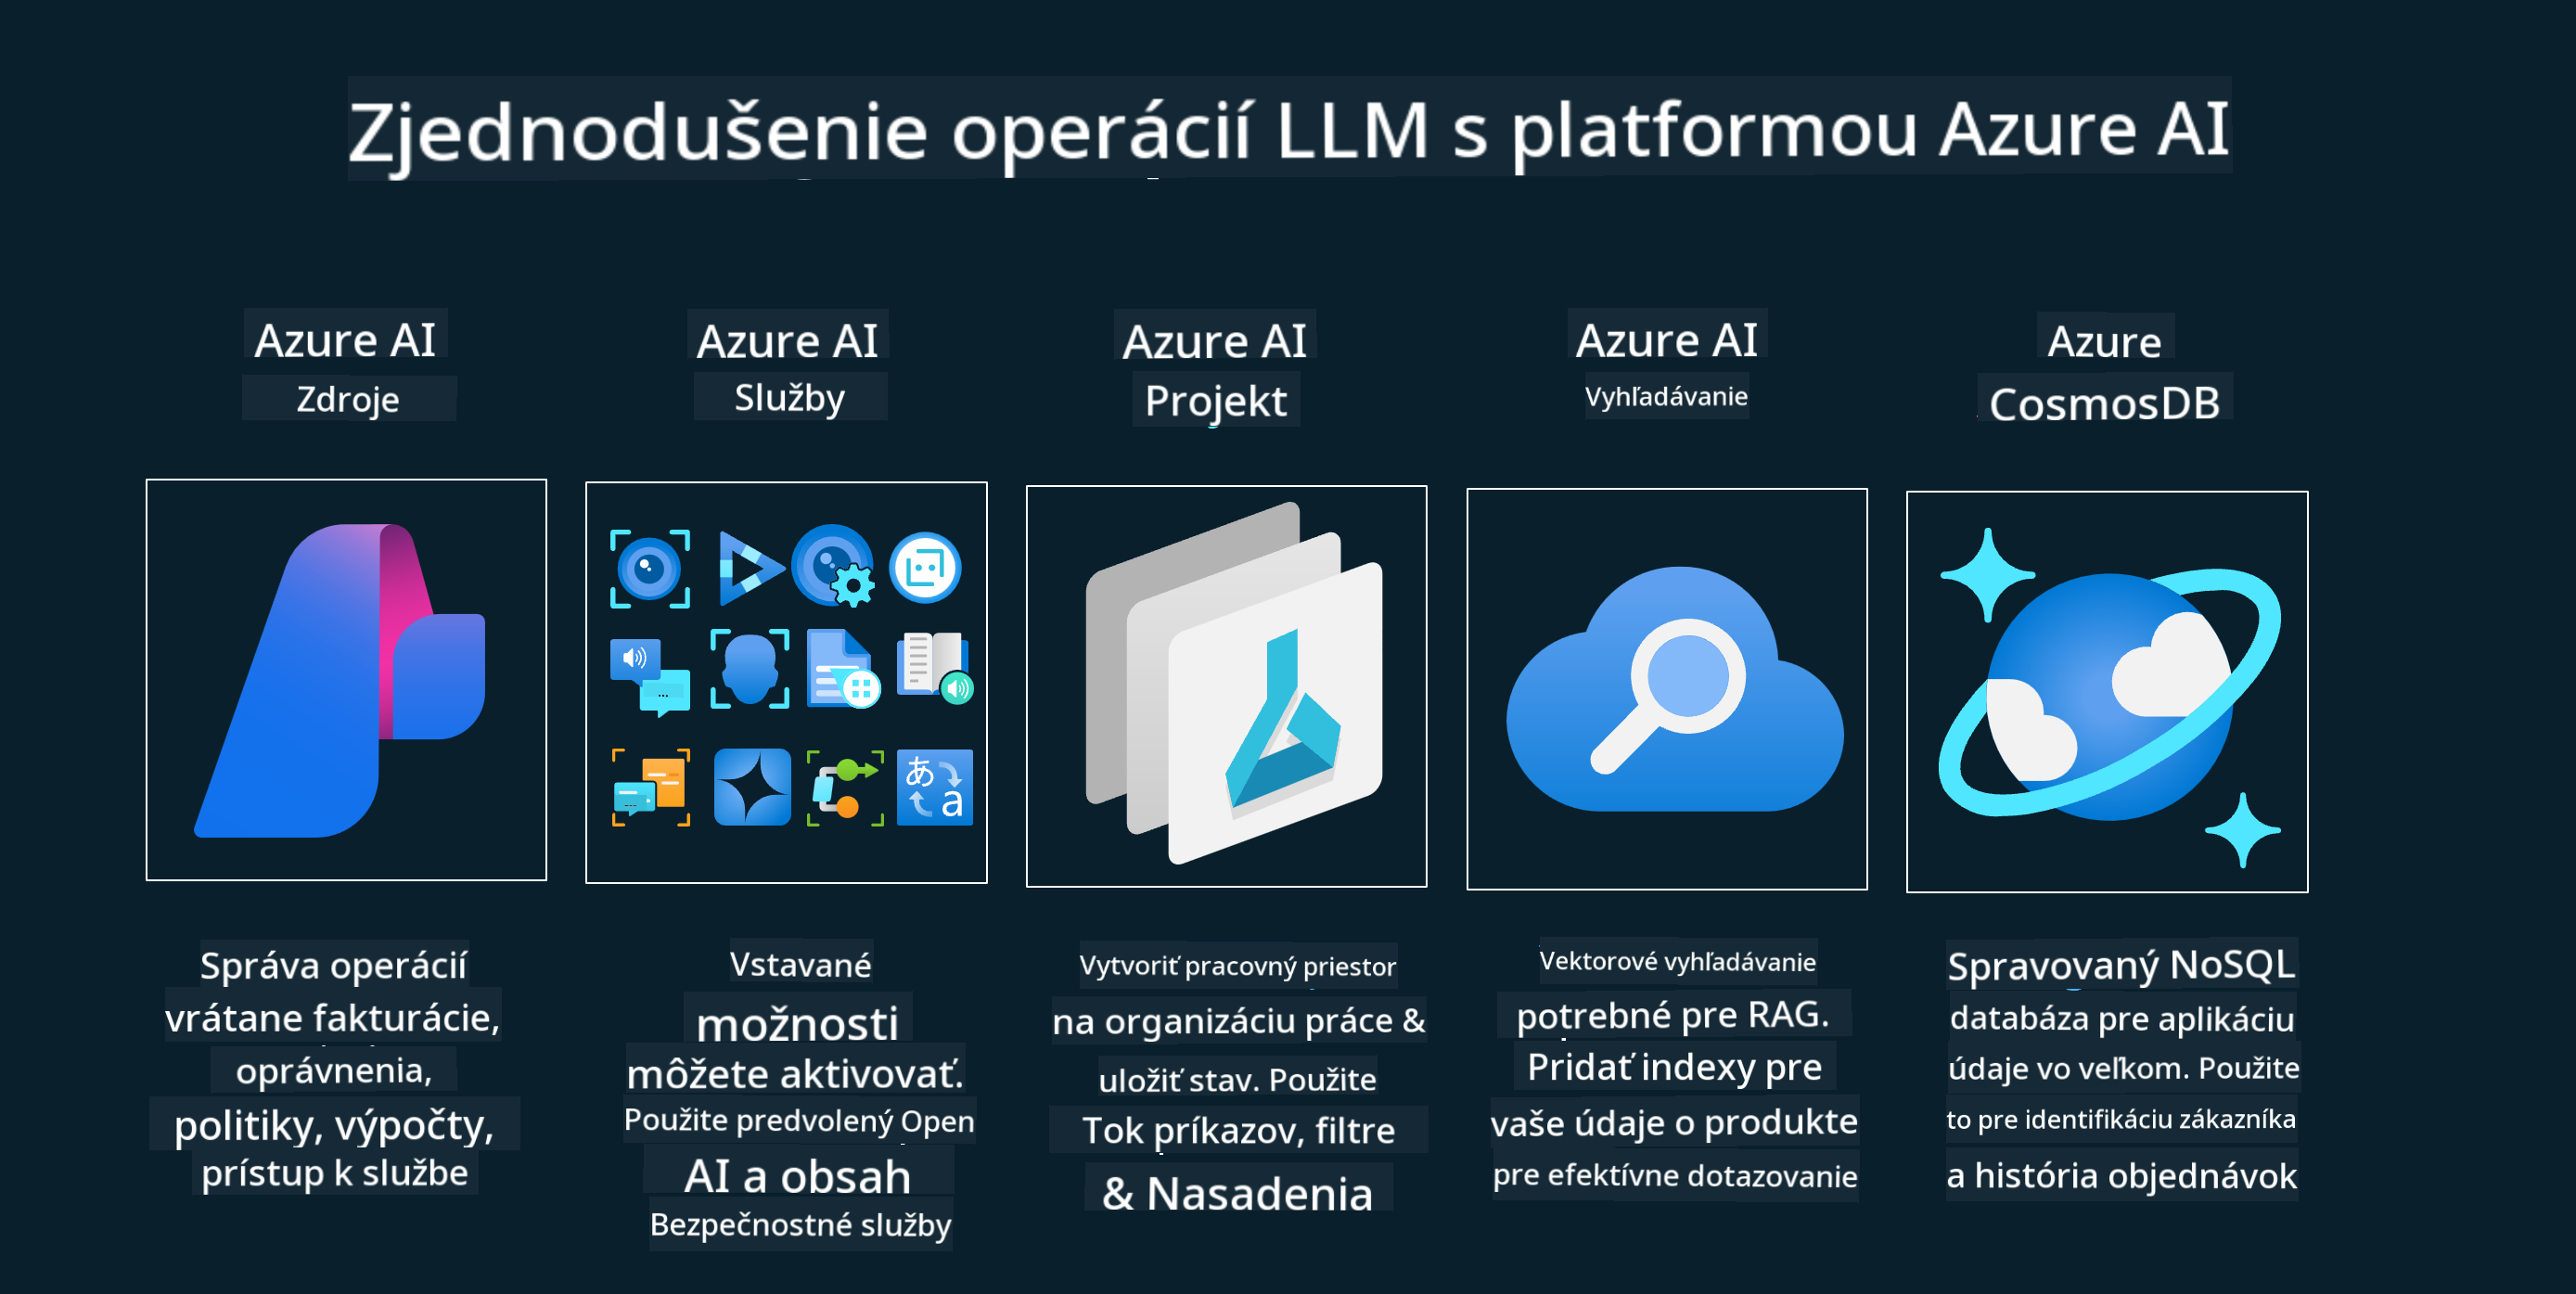 Zjednodušenie operácií LLM s platformou Azure AI
Azure AI
Zdroje
Azure AI
Služby
Azure AI
Projekt
Azure AI
Vyhľadávanie
Azure
CosmosDB
あ
a
Správa operácií
vrátane fakturácie,
oprávnenia,
politiky, výpočty,
prístup k službe
Vstavané
možnosti
môžete aktivovať.
Použite predvolený Open
AI a obsah
Bezpečnostné služby
Vytvoriť pracovný priestor
na organizáciu práce &
uložiť stav. Použite
Tok príkazov, filtre
& Nasadenia
Vektorové vyhľadávanie
potrebné pre RAG.
Pridať indexy pre
vaše údaje o produkte
pre efektívne dotazovanie
Spravovaný NoSQL
databáza pre aplikáciu
údaje vo veľkom. Použite
to pre identifikáciu zákazníka
a história objednávok